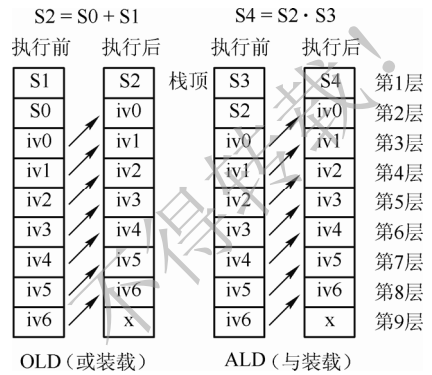 S2 = S0 + S1 S4 = S2 · S3
执行前 执行后 执行前 执行后
S1 S2 栈顶 S3 S4 第1层
S0 iv0 S2 iv0 第2层
iv0 iv1 iv0 iv1 第3层
iv1 iv2 iv1 iv2 第4层
iv2 iv3 iv2 iv3 第5层
iv3 iv4 iv3 iv4 第6层
iv4 iv5 iv4 iv5 第7层
iv5 iv6 iv5 iv6 第8层
iv6 x iv6 x 第9层
OLD（或装载） ALD（与装载）
不得转载!